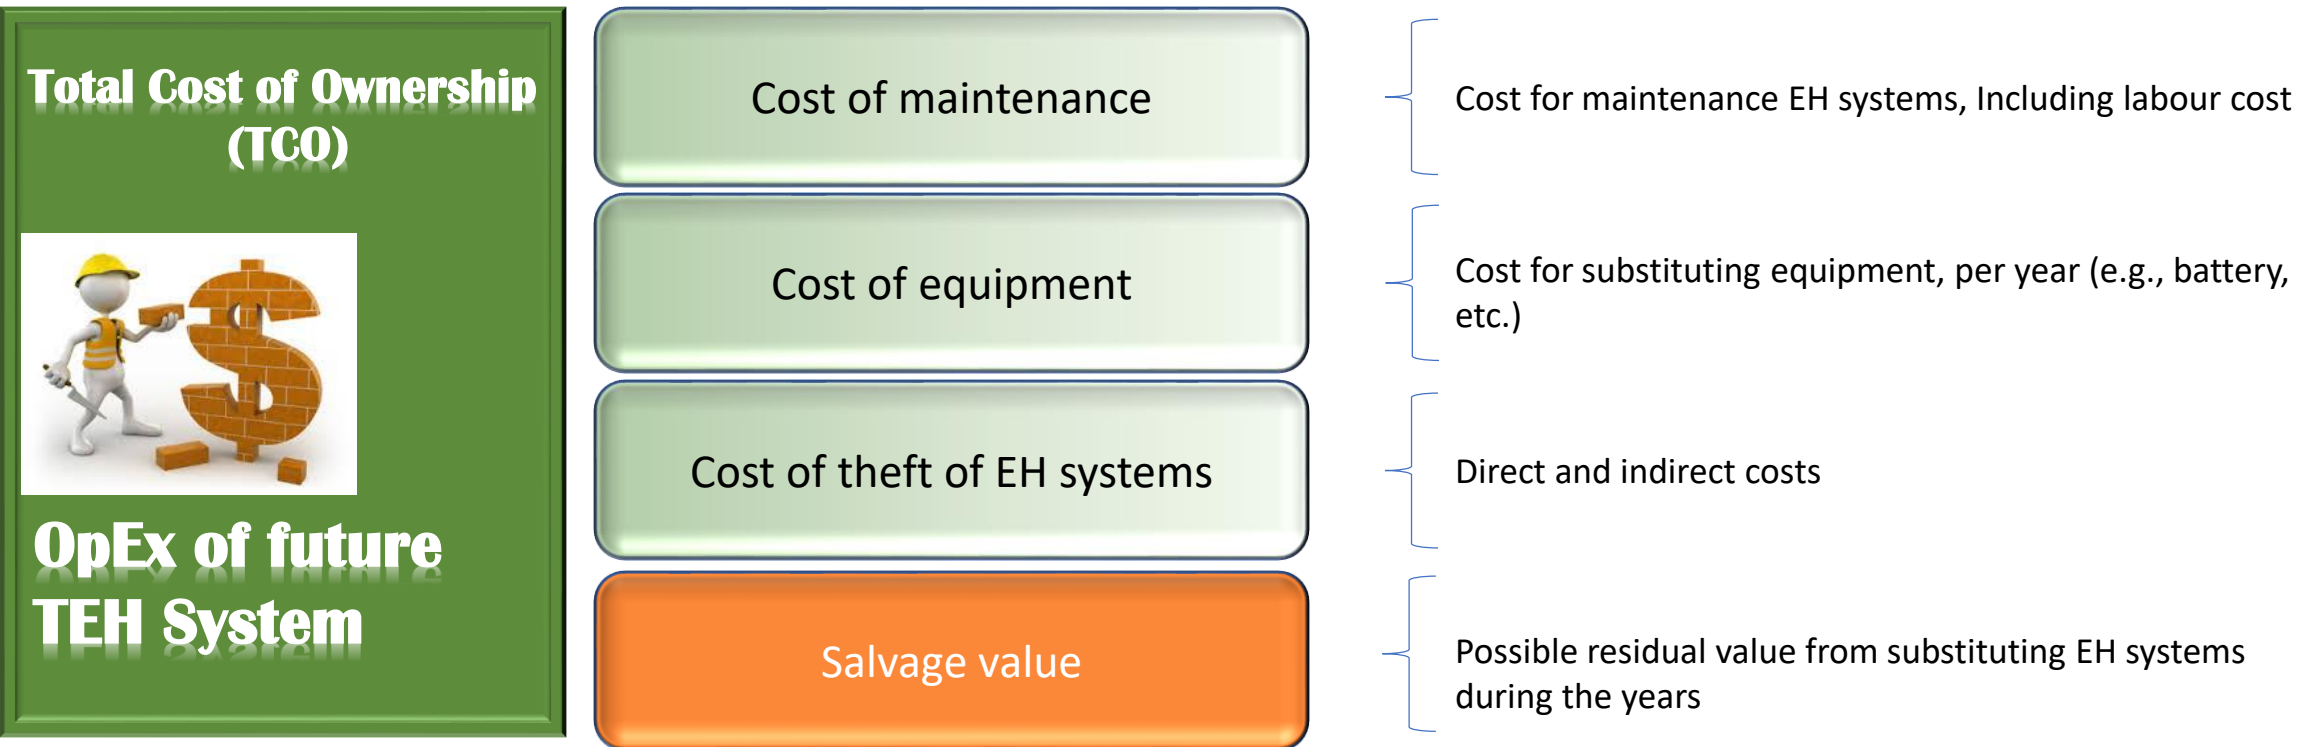 Total Cost of Ownership
(TCO)
OpEx of future
TEH System
Cost of maintenance
Cost for maintenance EH systems, Including labour cost
Cost of equipment
Cost for substituting equipment, per year (e.g., battery,
etc.)
Cost of theft of EH systems
Direct and indirect costs
Salvage value
Possible residual value from substituting EH systems
during the years